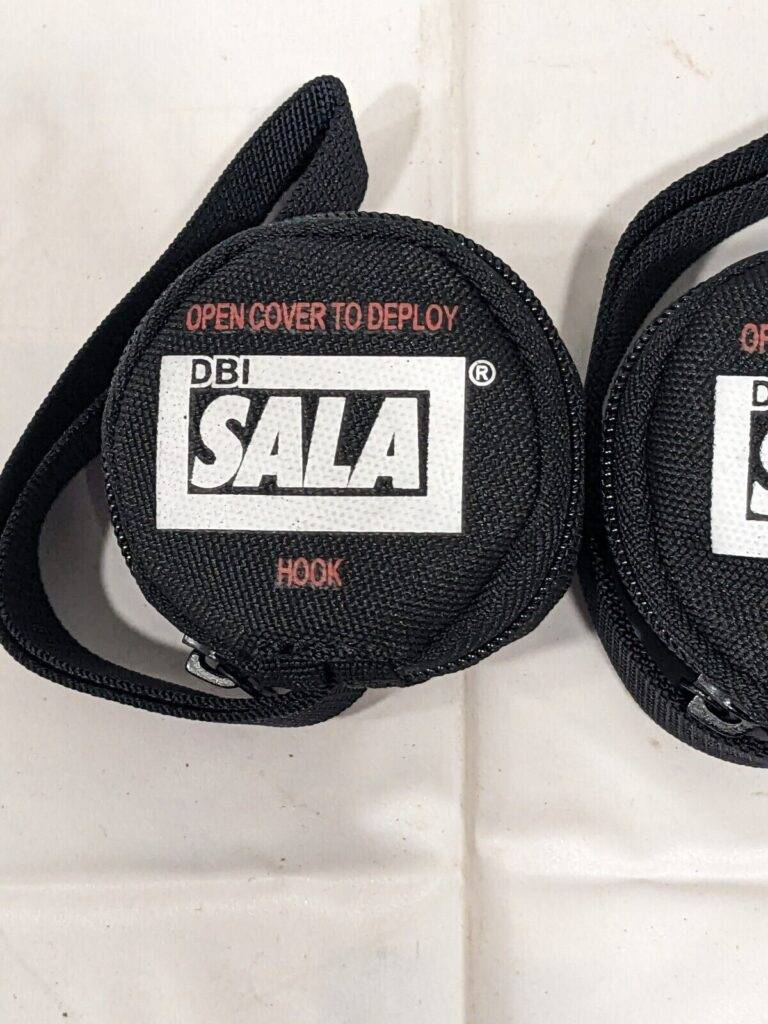 OPEN COVER TO DEPLOY
DBI
SALA®
HOOK